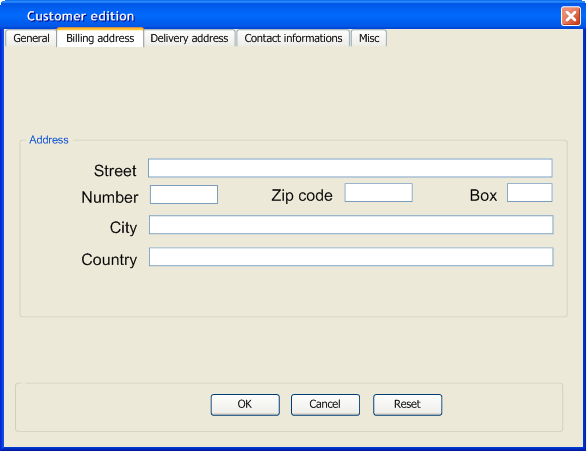 Customer edition
General Billing address Delivery address Contact informations Misc
Address
Street
Number Zip code Box
City
Country
OK Cancel Reset